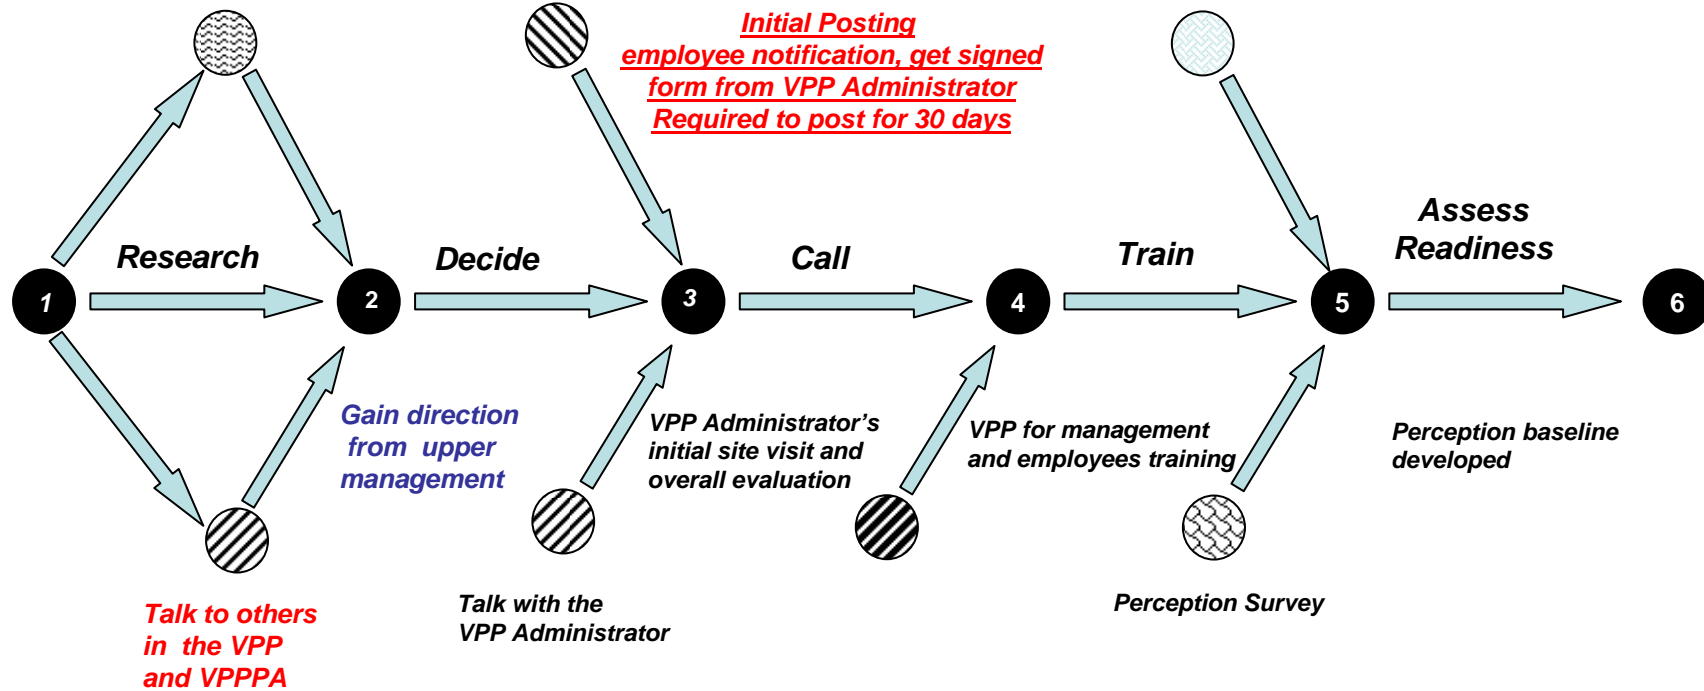 Initial Posting
employee notification, get signed
form from VPP Administrator
Required to post for 30 days
Research
Decide
Call
Train
Assess
Readiness
1
2
3
4
5
6
Gain direction
from upper
management
VPP Administrator's
initial site visit and
overall evaluation
VPP for management
and employees training
Perception baseline
developed
Talk to others
in the VPP
and VPPPA
Talk with the
VPP Administrator
Perception Survey